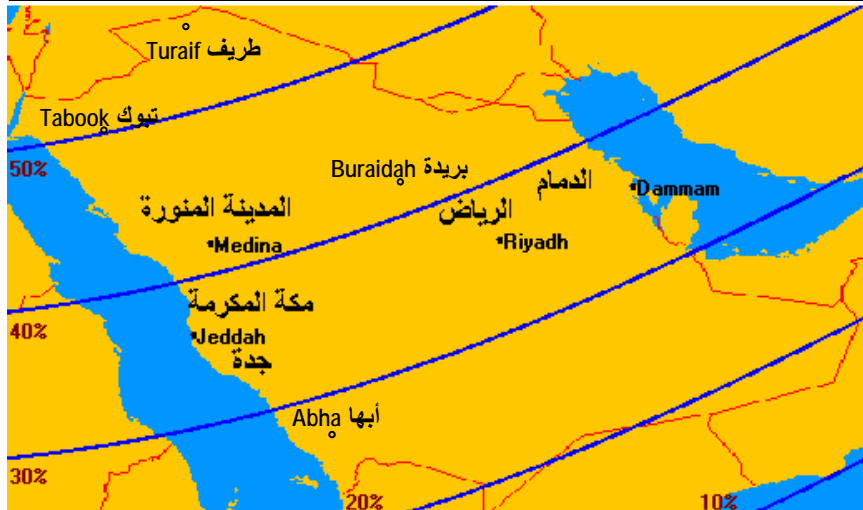 Turaif طريف
Tabook تبوك
50%
Buraidah بريدة
الدمام
Dammam
المدينة المنورة
الرياض
Medina
Riyadh
مكة المكرمة
40%
Jeddah
جدة
Abha أبها
30%
20%
10%